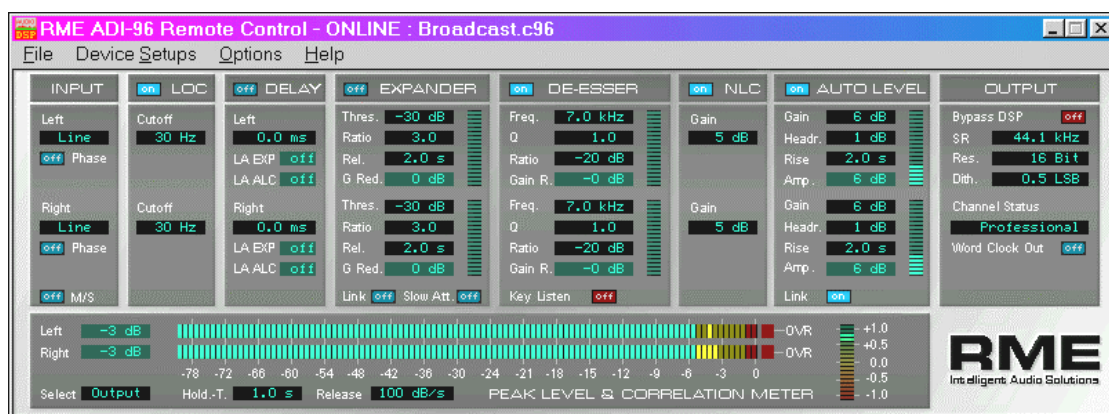 RME ADI-96 Remote Control - ONLINE : Broadcast.c96
File Device Setups Options Help
INPUT on LOC off DELAY off EXPANDER on DE-ESSER on NLC on AUTO LEVEL OUTPUT
Left Cutoff Left Thres. -30 dB Freq. 7.0 kHz Gain Gain 6 dB Bypass DSP off
Line 30 Hz 0.0 ms Ratio 3.0 Q 1.0 5 dB Headr. 1 dB SR 44.1 kHz
off Phase LA EXP off Rel. 2.0 s Ratio -20 dB Rise 2.0 s Res. 16 Bit
LA ALC off G Red. 0 dB Gain R. -0 dB Amp. 6 dB Dith. 0.5 LSB
Right Cutoff Right Thres. -30 dB Freq. 7.0 kHz Gain Gain 6 dB Channel Status
Line 30 Hz 0.0 ms Ratio 3.0 Q 1.0 5 dB Headr. 1 dB Professional
off Phase LA EXP off Rel. 2.0 s Ratio -20 dB Rise 2.0 s Word Clock Out off
LA ALC off G Red. 0 dB Gain R. -0 dB Amp. 6 dB
off M/S Link off Slow Att. off Key Listen off Link on
Left -3 dB OVR +1.0
+0.5
Right -3 dB OVR 0.0
-78 -72 -66 -60 -54 -48 -42 -36 -30 -24 -21 -18 -15 -12 -9 -6 -3 0 -0.5
Select Output Hold.-T. 1.0 s Release 100 dB/s PEAK LEVEL & CORRELATION METER -1.0
RME
Intelligent Audio Solutions